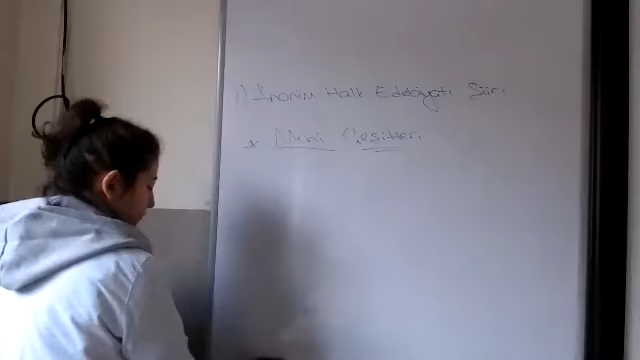 1) Anonim Halk Edebiyatı Şiir.
* Mani Çeşitleri.